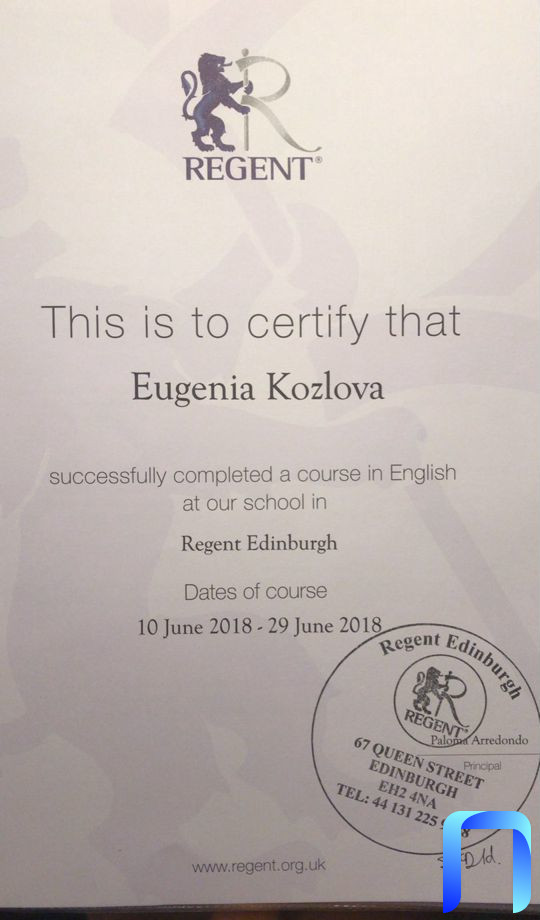 R
REGENT®
This is to certify that
Eugenia Kozlova
successfully completed a course in English
at our school in
Regent Edinburgh
Dates of course
10 June 2018 - 29 June 2018
Regent Edinburgh
R
REGENT®
Paloma Arredondo
Principal
67 QUEEN STREET
EDINBURGH
EH2 4NA
TEL: 44 131 225
www.regent.org.uk